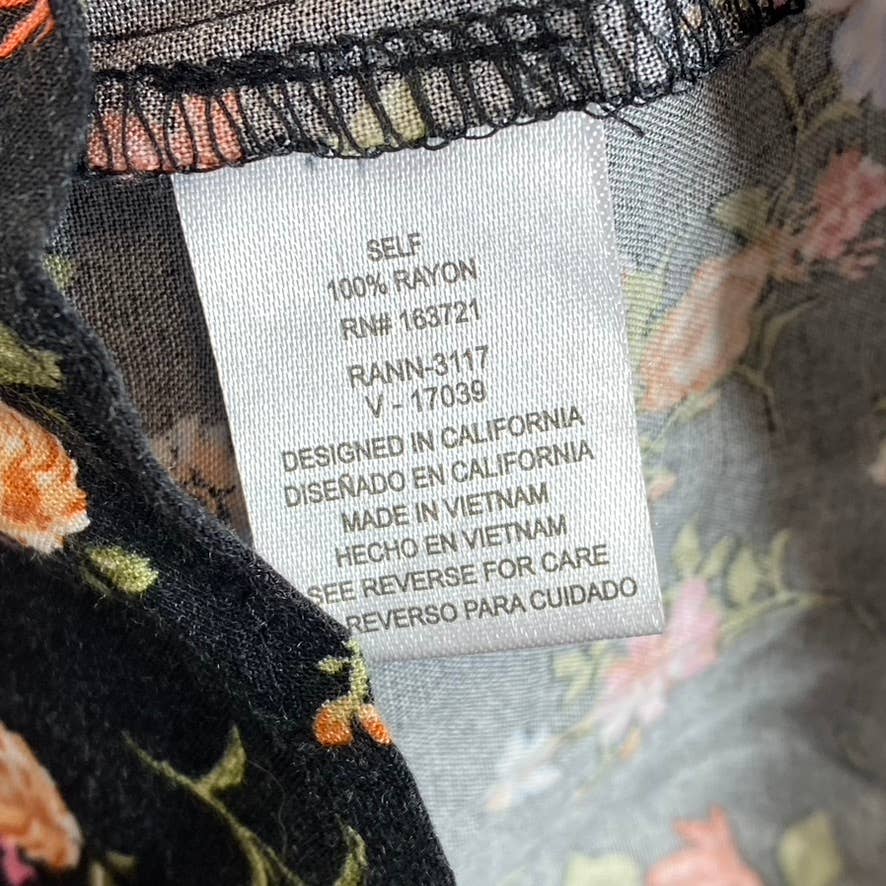 SELF
100% RAYON
RN# 163721
RANN-3117
V - 17039
DESIGNED IN CALIFORNIA
DISEÑADO EN CALIFORNIA
MADE IN VIETNAM
HECHO EN VIETNAM
SEE REVERSE FOR CARE
REVERSO PARA CUIDADO